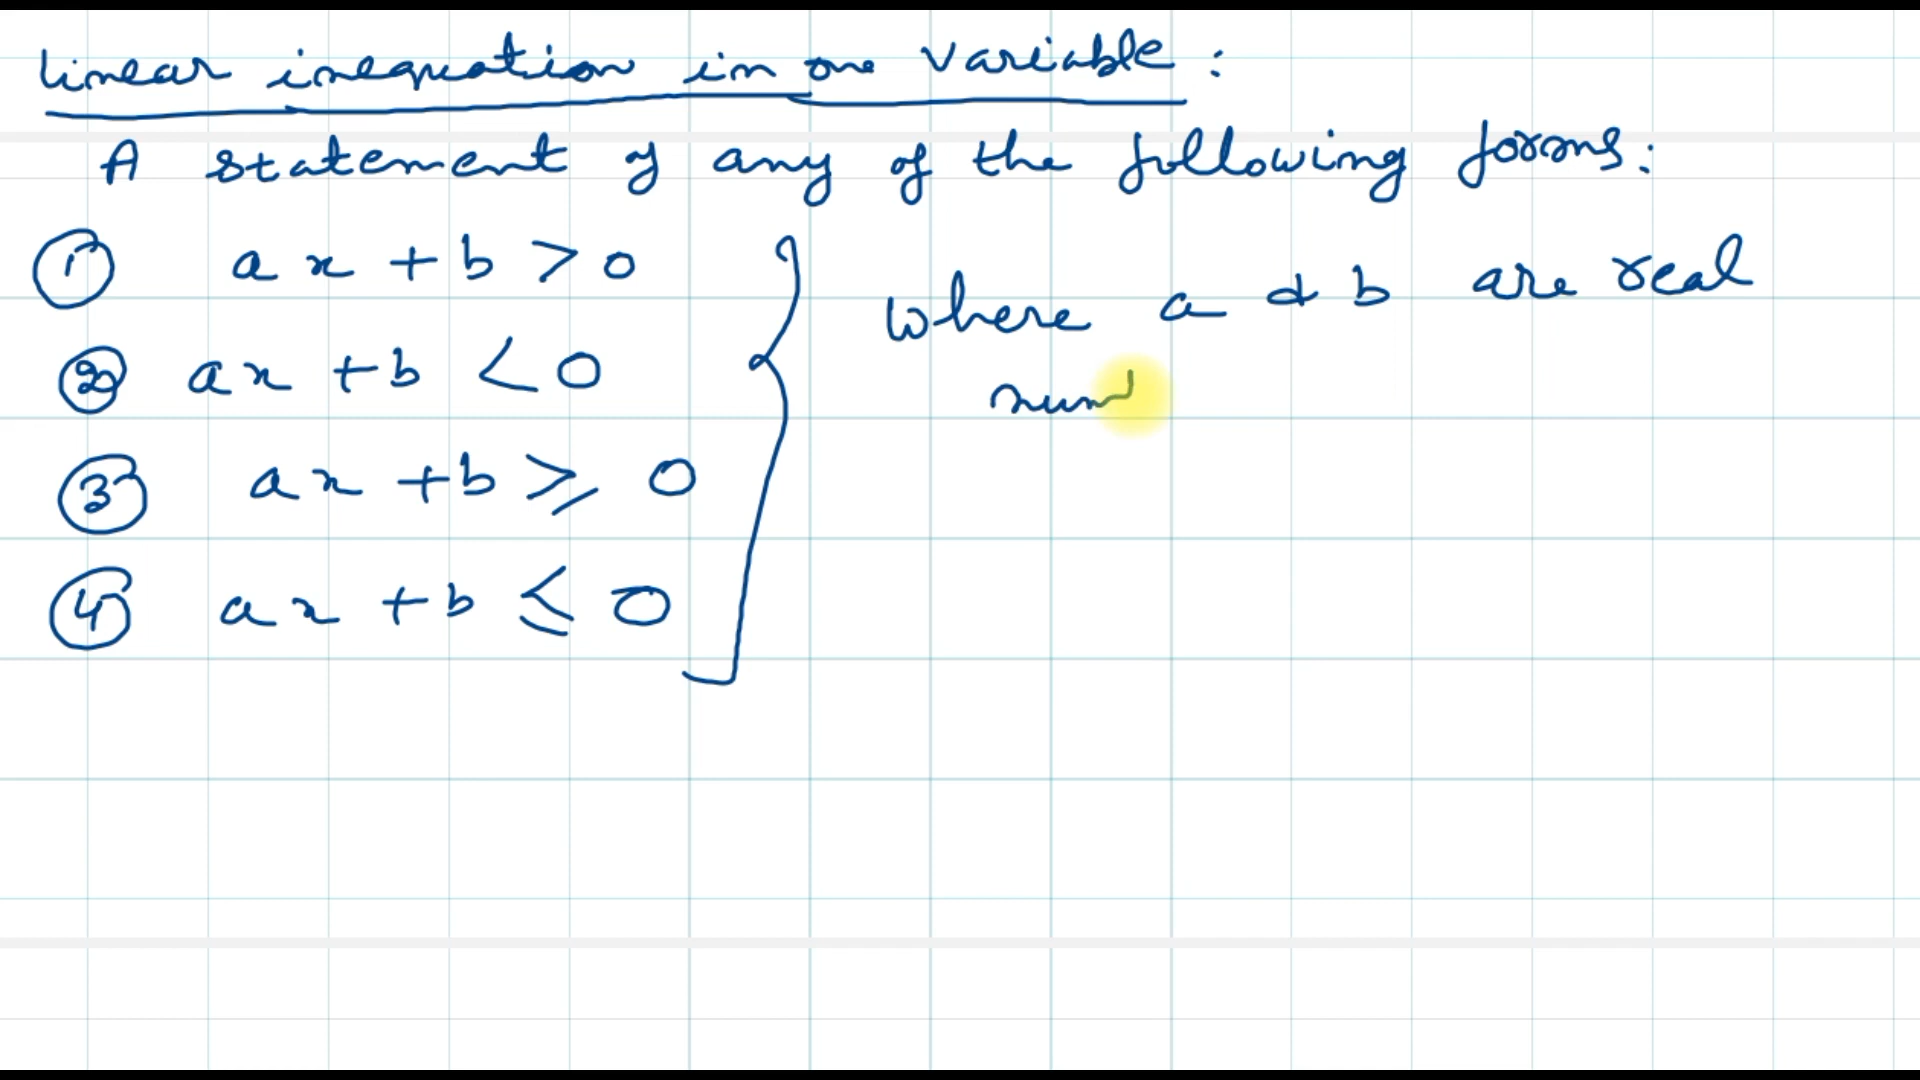 Linear inequation in one variable :
A statement of any of the following forms :
① ax + b > 0
② ax + b < 0
③ ax + b ≥ 0
④ ax + b ≤ 0
where a & b are real
num